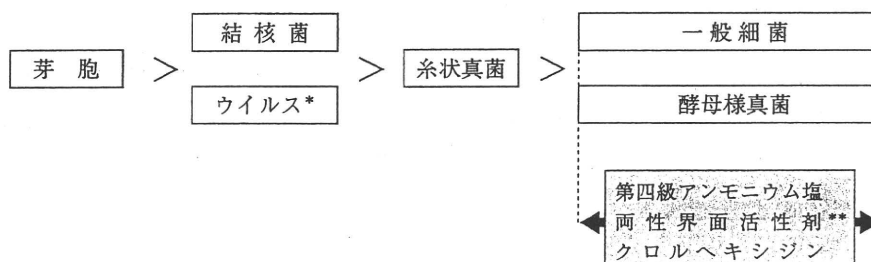 芽胞
>
結核菌
ウイルス*
>
糸状真菌
>
一般細菌
酵母様真菌
第四級アンモニウム塩
両性界面活性剤**
クロルヘキシジン